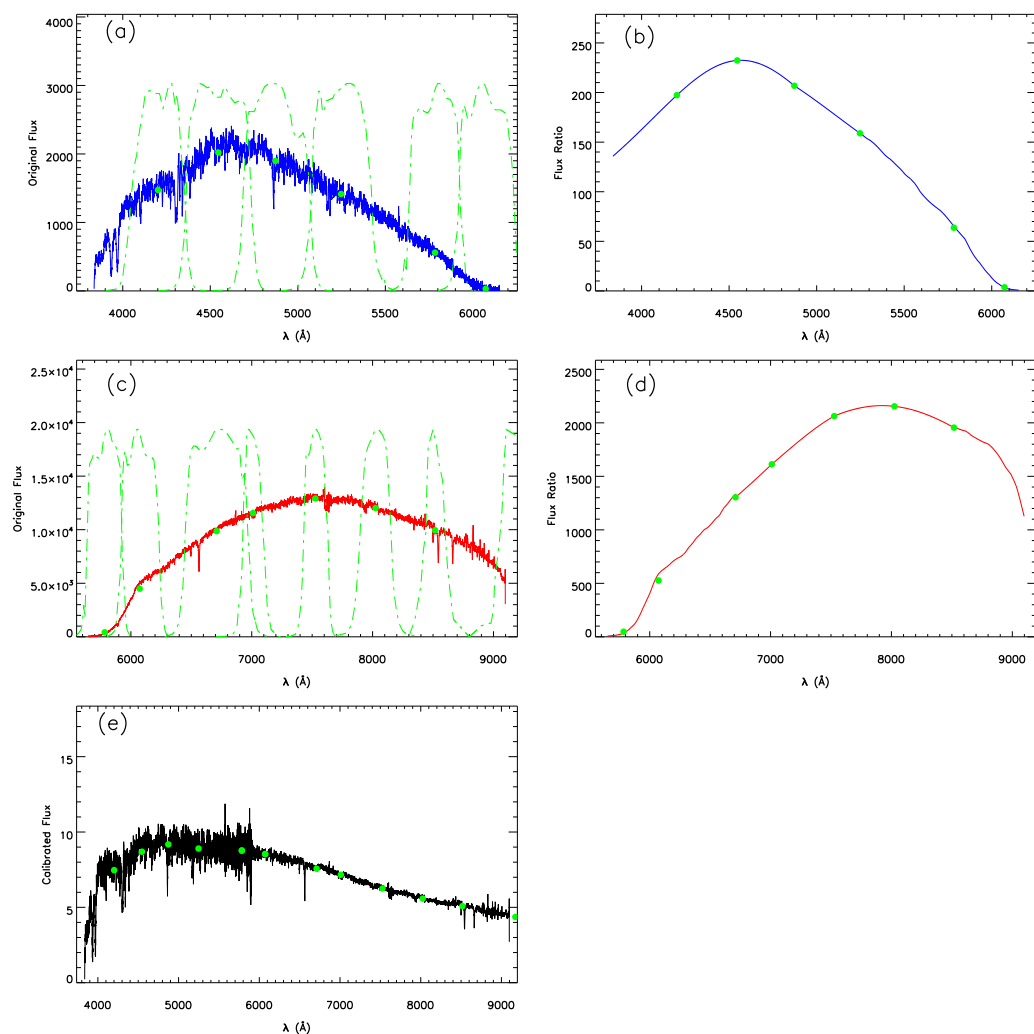 (a)
Original Flux
4000
3000
2000
1000
0
4000 4500 5000 5500 6000
λ (Å)
(b)
Flux Ratio
250
200
150
100
50
0
4000 4500 5000 5500 6000
λ (Å)
(c)
Original Flux
2.5×10⁴
2.0×10⁴
1.5×10⁴
1.0×10⁴
5.0×10³
0
6000 7000 8000 9000
λ (Å)
(d)
Flux Ratio
2500
2000
1500
1000
500
0
6000 7000 8000 9000
λ (Å)
(e)
Calibrated Flux
15
10
5
0
4000 5000 6000 7000 8000 9000
λ (Å)